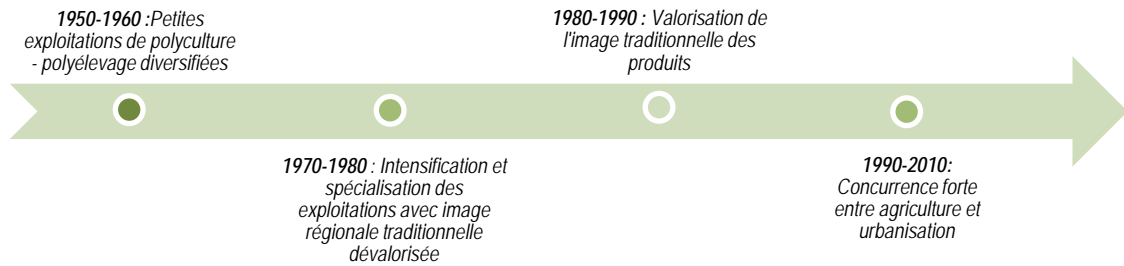 1950-1960 :Petites
exploitations de polyculture
- polyélevage diversifiées
1970-1980 : Intensification et
spécialisation des
exploitations avec image
régionale traditionnelle
dévalorisée
1980-1990 : Valorisation de
l'image traditionnelle des
produits
1990-2010:
Concurrence forte
entre agriculture et
urbanisation